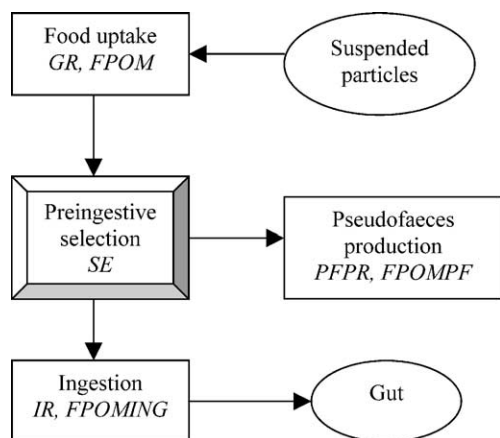 Food uptake
GR, FPOM
Suspended
particles
Preingestive
selection
SE
Pseudofaeces
production
PFPR, FPOMPF
Ingestion
IR, FPOMING
Gut